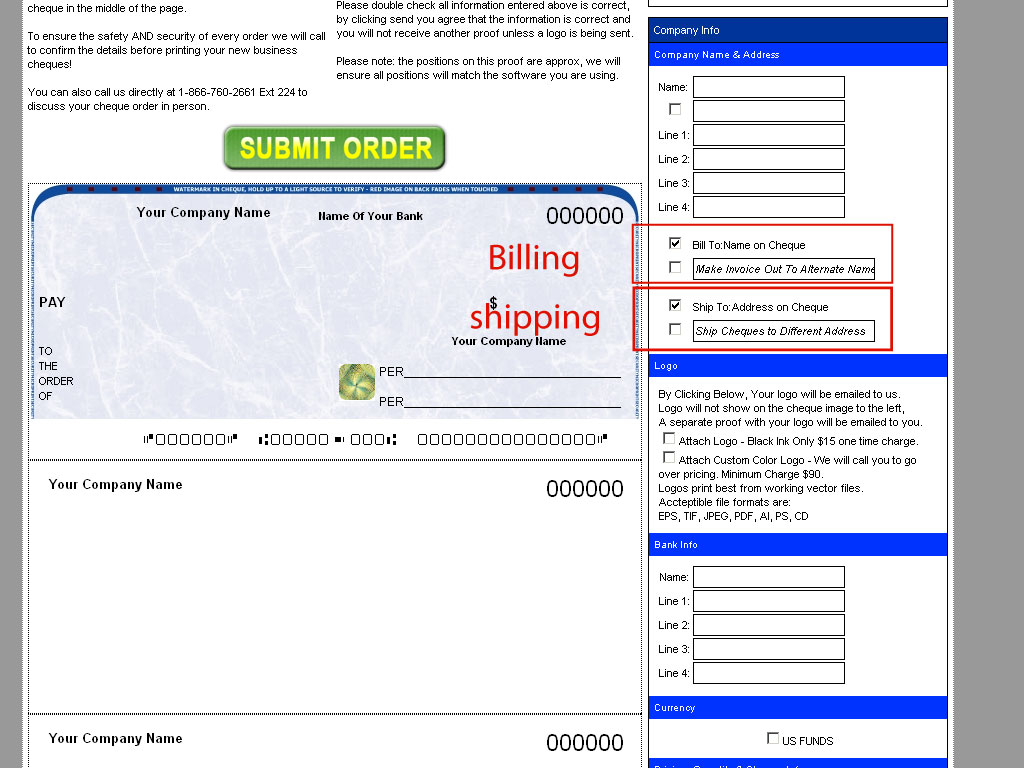 cheque in the middle of the page.
To ensure the safety AND security of every order we will call
to confirm the details before printing your new business
cheques!
You can also call us directly at 1-866-760-2661 Ext 224 to
discuss your cheque order in person.
Please double check all information entered above is correct,
by clicking send you agree that the information is correct and
you will not receive another proof unless a logo is being sent.
Please note: the positions on this proof are approx, we will
ensure all positions will match the software you are using.
SUBMIT ORDER
WATERMARK IN CHEQUE, HOLD UP TO A LIGHT SOURCE TO VERIFY - RED IMAGE ON BACK FADES WHEN TOUCHED
Your Company Name
Name Of Your Bank
000000
Billing
PAY
$
shipping
Your Company Name
TO
THE
ORDER
OF
PER
PER
Your Company Name
000000
Your Company Name
000000
Company Info
Company Name & Address
Name:
Line 1:
Line 2:
Line 3:
Line 4:
Bill To:Name on Cheque
Make Invoice Out To Alternate Name
Ship To:Address on Cheque
Ship Cheques to Different Address
Logo
By Clicking Below, Your logo will be emailed to us.
Logo will not show on the cheque image to the left,
A separate proof with your logo will be emailed to you.
Attach Logo - Black Ink Only $15 one time charge.
Attach Custom Color Logo - We will call you to go
over pricing. Minimum Charge $90.
Logos print best from working vector files.
Accteptible file formats are:
EPS, TIF, JPEG, PDF, AI, PS, CD
Bank Info
Name:
Line 1:
Line 2:
Line 3:
Line 4:
Currency
US FUNDS